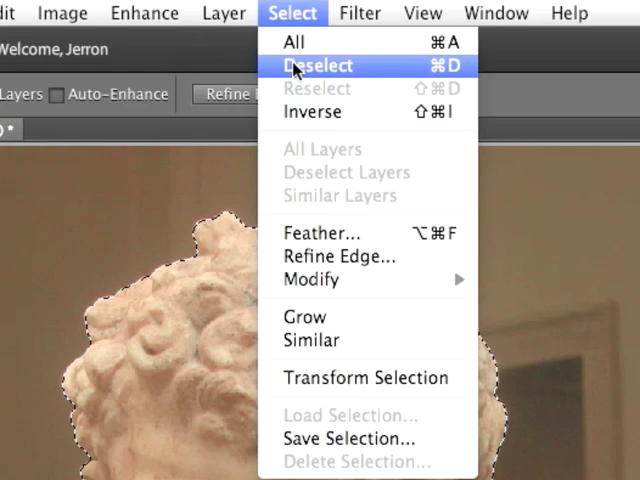 dit Image Enhance Layer Select Filter View Window Help
Welcome, Jerron
Layers Auto-Enhance Refine
All ⌘A
Deselect ⌘D
Reselect ⇧⌘D
Inverse ⇧⌘I
All Layers
Deselect Layers
Similar Layers
Feather... ⌥⌘F
Refine Edge...
Modify
Grow
Similar
Transform Selection
Load Selection...
Save Selection...
Delete Selection...